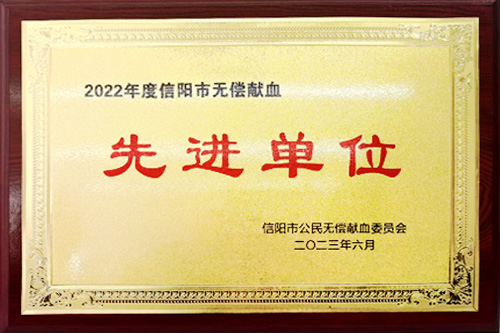 2022年度信阳市无偿献血
先进单位
信阳市公民无偿献血委员会
二〇二三年六月